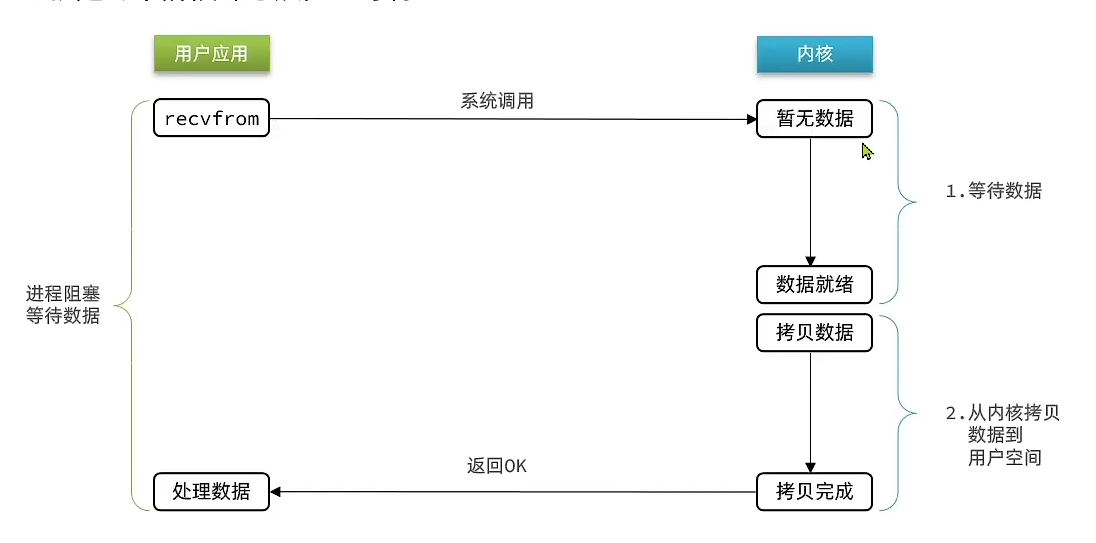 用户应用
内核
系统调用
recvfrom
暂无数据
1.等待数据
数据就绪
进程阻塞
等待数据
拷贝数据
2.从内核拷贝
数据到
用户空间
返回OK
处理数据
拷贝完成